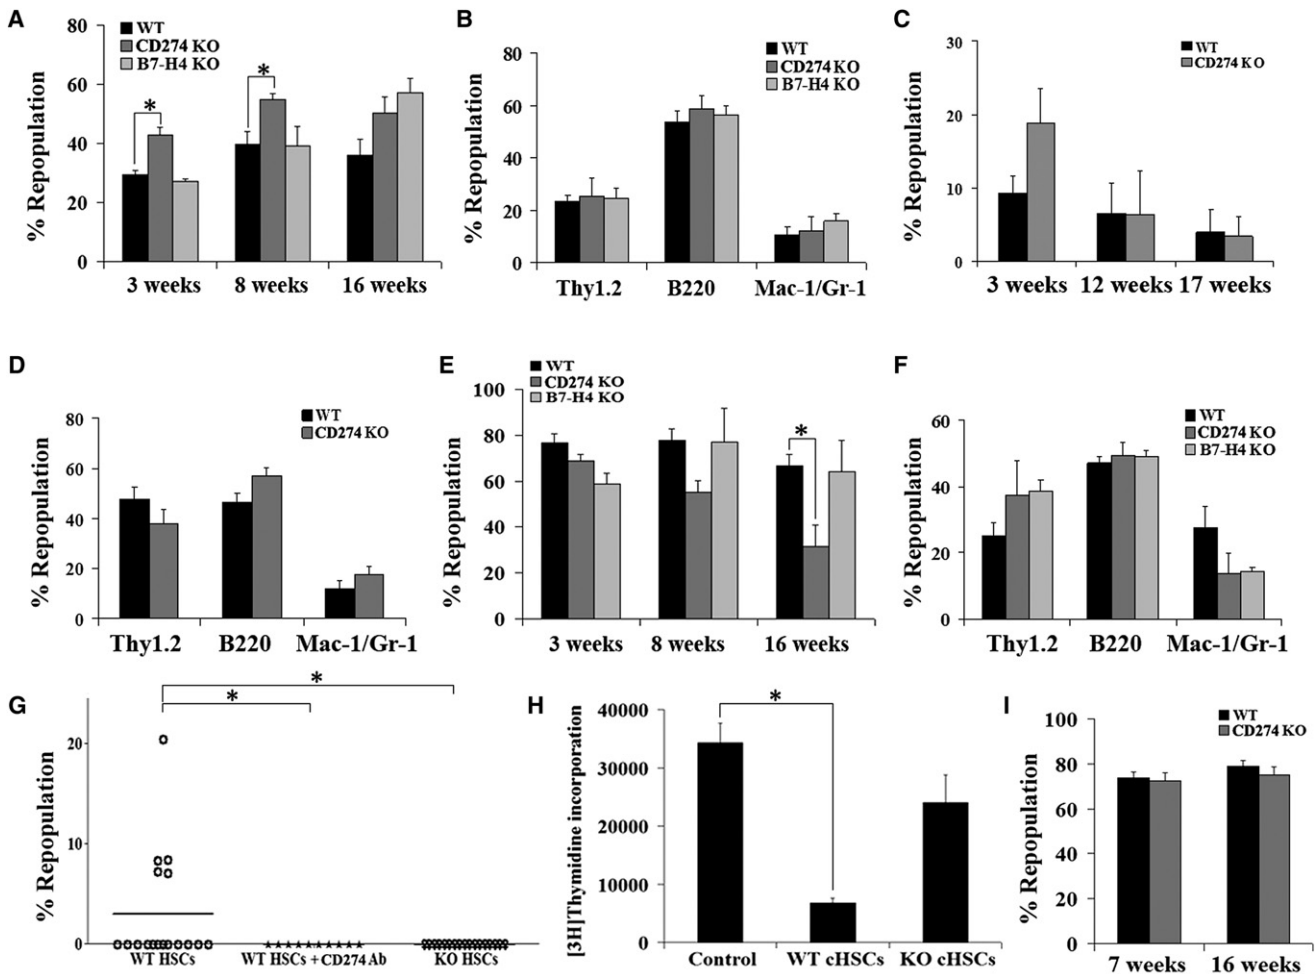 A
80
60
40
20
0
% Repopulation
WT
CD274 KO
B7-H4 KO
*
*
3 weeks 8 weeks 16 weeks
B
80
60
40
20
0
% Repopulation
WT
CD274 KO
B7-H4 KO
Thy1.2 B220 Mac-1/Gr-1
C
30
20
10
0
% Repopulation
WT
CD274 KO
3 weeks 12 weeks 17 weeks
D
80
60
40
20
0
% Repopulation
WT
CD274 KO
Thy1.2 B220 Mac-1/Gr-1
E
100
80
60
40
20
0
% Repopulation
WT
CD274 KO
B7-H4 KO
*
3 weeks 8 weeks 16 weeks
F
60
40
20
0
% Repopulation
WT
CD274 KO
B7-H4 KO
Thy1.2 B220 Mac-1/Gr-1
G
20
10
0
% Repopulation
*
*
WT HSCs WT HSCs +CD274 Ab KO HSCs
H
40000
30000
20000
10000
0
[3H]Thymidine incorporation
*
Control WT cHSCs KO cHSCs
I
100
80
60
40
20
0
% Repopulation
WT
CD274 KO
7 weeks 16 weeks